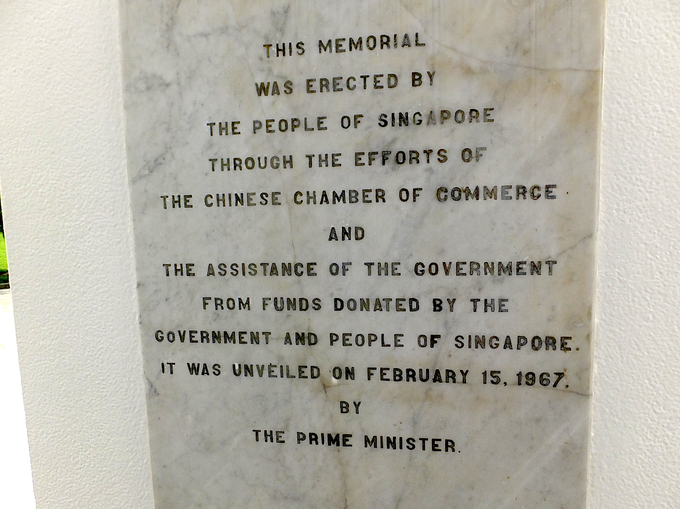 THIS MEMORIAL
WAS ERECTED BY
THE PEOPLE OF SINGAPORE
THROUGH THE EFFORTS OF
THE CHINESE CHAMBER OF COMMERCE
AND
THE ASSISTANCE OF THE GOVERNMENT
FROM FUNDS DONATED BY THE
GOVERNMENT AND PEOPLE OF SINGAPORE.
IT WAS UNVEILED ON FEBRUARY 15, 1967.
BY
THE PRIME MINISTER.